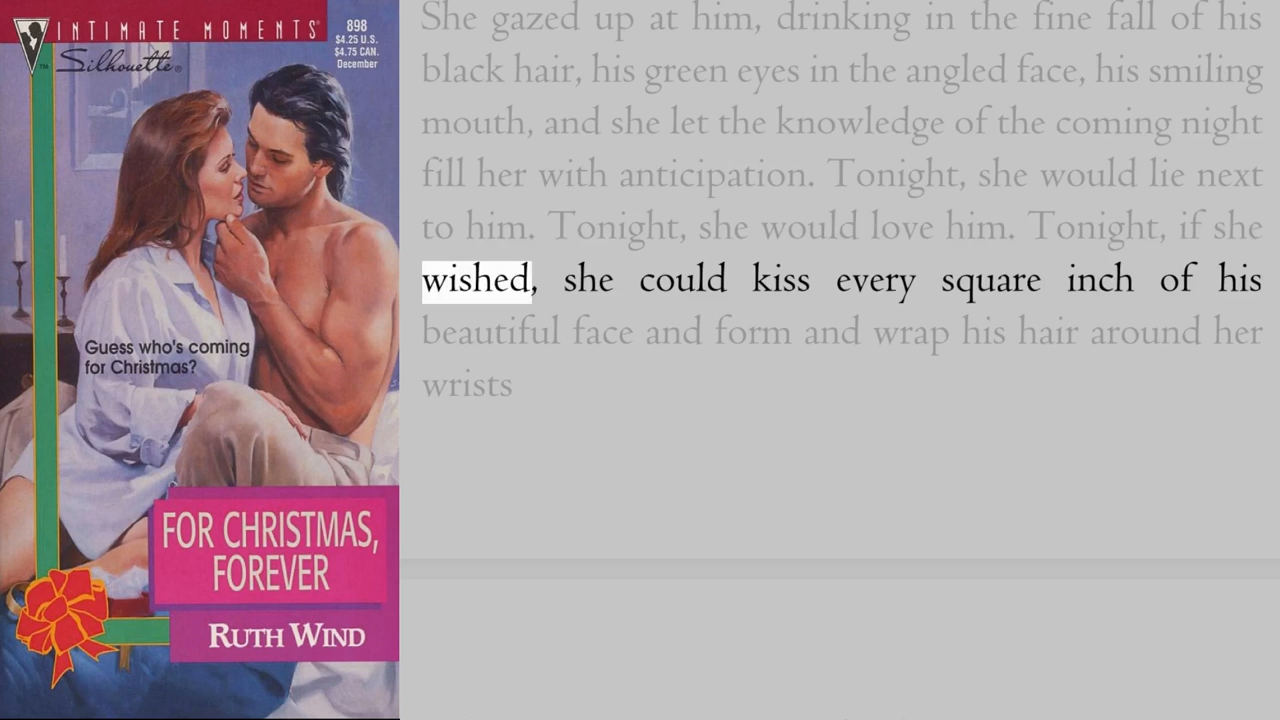 INTIMATE MOMENTS®
Silhouette®
TM
898
$4.25 U.S.
$4.75 CAN.
December
Guess who's coming
for Christmas?
FOR CHRISTMAS,
FOREVER
RUTH WIND
She gazed up at him, drinking in the fine fall of his
black hair, his green eyes in the angled face, his smiling
mouth, and she let the knowledge of the coming night
fill her with anticipation. Tonight, she would lie next
to him. Tonight, she would love him. Tonight, if she
wished, she could kiss every square inch of his
beautiful face and form and wrap his hair around her
wrists